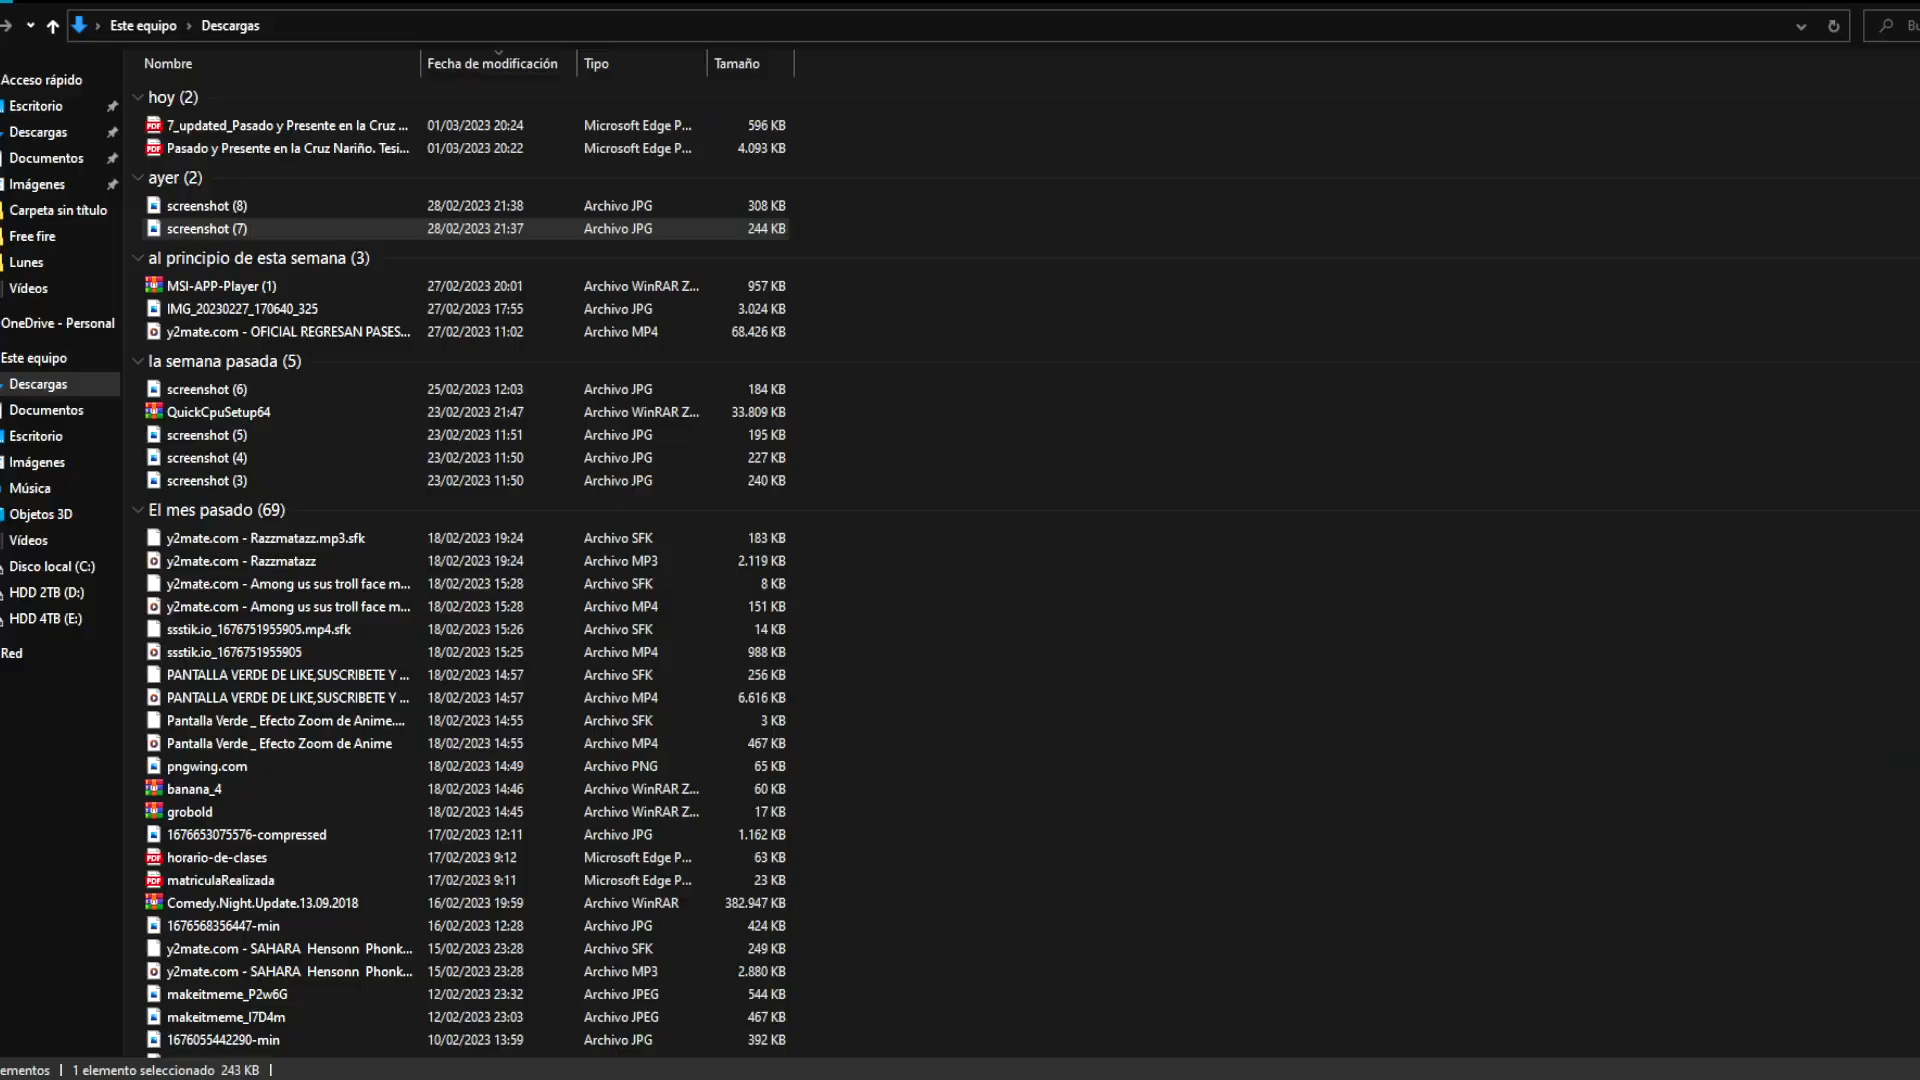 Este equipo > Descargas
Nombre Fecha de modificación Tipo Tamaño
Acceso rápido
Escritorio
Descargas
Documentos
Imágenes
Carpeta sin título
Free fire
Lunes
Vídeos
OneDrive - Personal
Este equipo
Descargas
Documentos
Escritorio
Imágenes
Música
Objetos 3D
Vídeos
Disco local (C:)
HDD 2TB (D:)
HDD 4TB (E:)
Red
hoy (2)
7_updated_Pasado y Presente en la Cruz ... 01/03/2023 20:24 Microsoft Edge P... 596 KB
Pasado y Presente en la Cruz Nariño. Tesi... 01/03/2023 20:22 Microsoft Edge P... 4.093 KB
ayer (2)
screenshot (8) 28/02/2023 21:38 Archivo JPG 308 KB
screenshot (7) 28/02/2023 21:37 Archivo JPG 244 KB
al principio de esta semana (3)
MSI-APP-Player (1) 27/02/2023 20:01 Archivo WinRAR Z... 957 KB
IMG_20230227_170640_325 27/02/2023 17:55 Archivo JPG 3.024 KB
y2mate.com - OFICIAL REGRESAN PASES... 27/02/2023 11:02 Archivo MP4 68.426 KB
la semana pasada (5)
screenshot (6) 25/02/2023 12:03 Archivo JPG 184 KB
QuickCpuSetup64 23/02/2023 21:47 Archivo WinRAR Z... 33.809 KB
screenshot (5) 23/02/2023 11:51 Archivo JPG 195 KB
screenshot (4) 23/02/2023 11:50 Archivo JPG 227 KB
screenshot (3) 23/02/2023 11:50 Archivo JPG 240 KB
El mes pasado (69)
y2mate.com - Razzmatazz.mp3.sfk 18/02/2023 19:24 Archivo SFK 183 KB
y2mate.com - Razzmatazz 18/02/2023 19:24 Archivo MP3 2.119 KB
y2mate.com - Among us sus troll face m... 18/02/2023 15:28 Archivo SFK 8 KB
y2mate.com - Among us sus troll face m... 18/02/2023 15:28 Archivo MP4 151 KB
ssstik.io_1676751955905.mp4.sfk 18/02/2023 15:26 Archivo SFK 14 KB
ssstik.io_1676751955905 18/02/2023 15:25 Archivo MP4 988 KB
PANTALLA VERDE DE LIKE,SUSCRIBETE Y ... 18/02/2023 14:57 Archivo SFK 256 KB
PANTALLA VERDE DE LIKE,SUSCRIBETE Y ... 18/02/2023 14:57 Archivo MP4 6.616 KB
Pantalla Verde _ Efecto Zoom de Anime.... 18/02/2023 14:55 Archivo SFK 3 KB
Pantalla Verde _ Efecto Zoom de Anime 18/02/2023 14:55 Archivo MP4 467 KB
pngwing.com 18/02/2023 14:49 Archivo PNG 65 KB
banana_4 18/02/2023 14:46 Archivo WinRAR Z... 60 KB
grobold 18/02/2023 14:45 Archivo WinRAR Z... 17 KB
1676653075576-compressed 17/02/2023 12:11 Archivo JPG 1.162 KB
horario-de-clases 17/02/2023 9:12 Microsoft Edge P... 63 KB
matriculaRealizada 17/02/2023 9:11 Microsoft Edge P... 23 KB
Comedy.Night.Update.13.09.2018 16/02/2023 19:59 Archivo WinRAR 382.947 KB
1676568356447-min 16/02/2023 12:28 Archivo JPG 424 KB
y2mate.com - SAHARA Hensonn Phonk... 15/02/2023 23:28 Archivo SFK 249 KB
y2mate.com - SAHARA Hensonn Phonk... 15/02/2023 23:28 Archivo MP3 2.880 KB
makeitmeme_P2w6G 12/02/2023 23:32 Archivo JPEG 544 KB
makeitmeme_I7D4m 12/02/2023 23:03 Archivo JPEG 467 KB
1676055442290-min 10/02/2023 13:59 Archivo JPG 392 KB
ementos | 1 elemento seleccionado 243 KB |